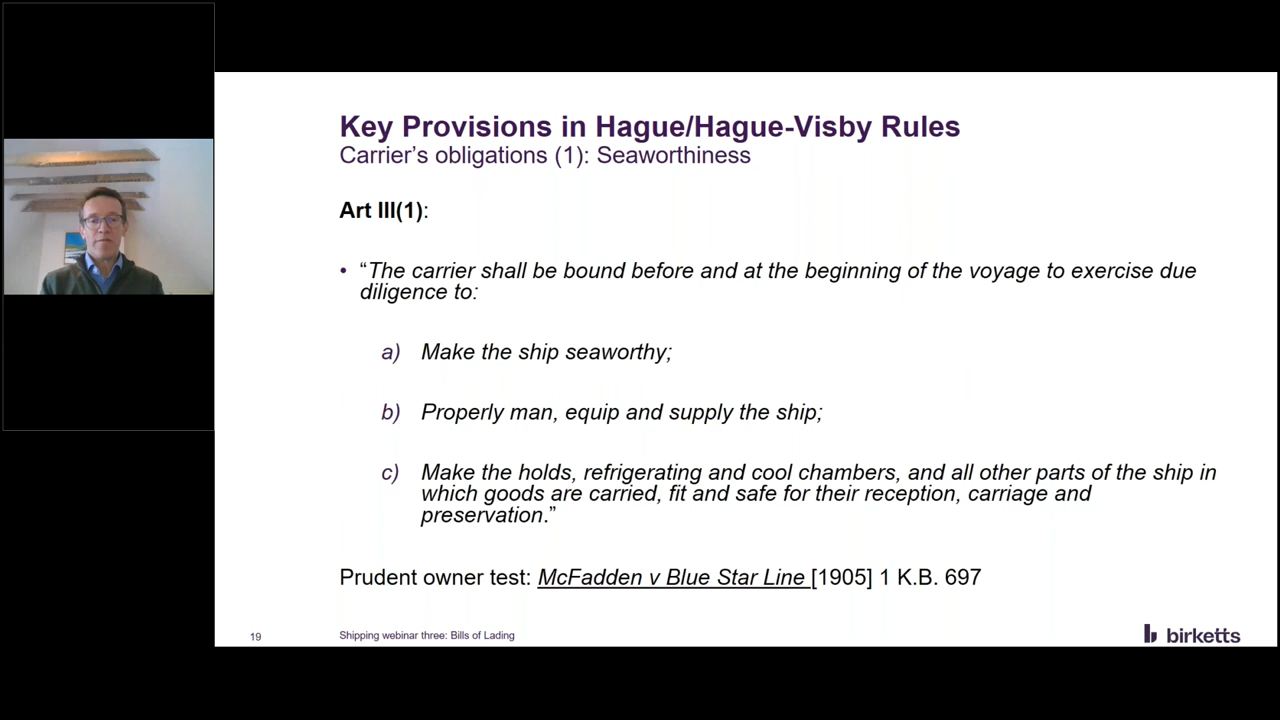 Key Provisions in Hague/Hague-Visby Rules
Carrier’s obligations (1): Seaworthiness
Art III(1):
• “The carrier shall be bound before and at the beginning of the voyage to exercise due
diligence to:
a) Make the ship seaworthy;
b) Properly man, equip and supply the ship;
c) Make the holds, refrigerating and cool chambers, and all other parts of the ship in
which goods are carried, fit and safe for their reception, carriage and
preservation.”
Prudent owner test: McFadden v Blue Star Line [1905] 1 K.B. 697
19
Shipping webinar three: Bills of Lading
birketts